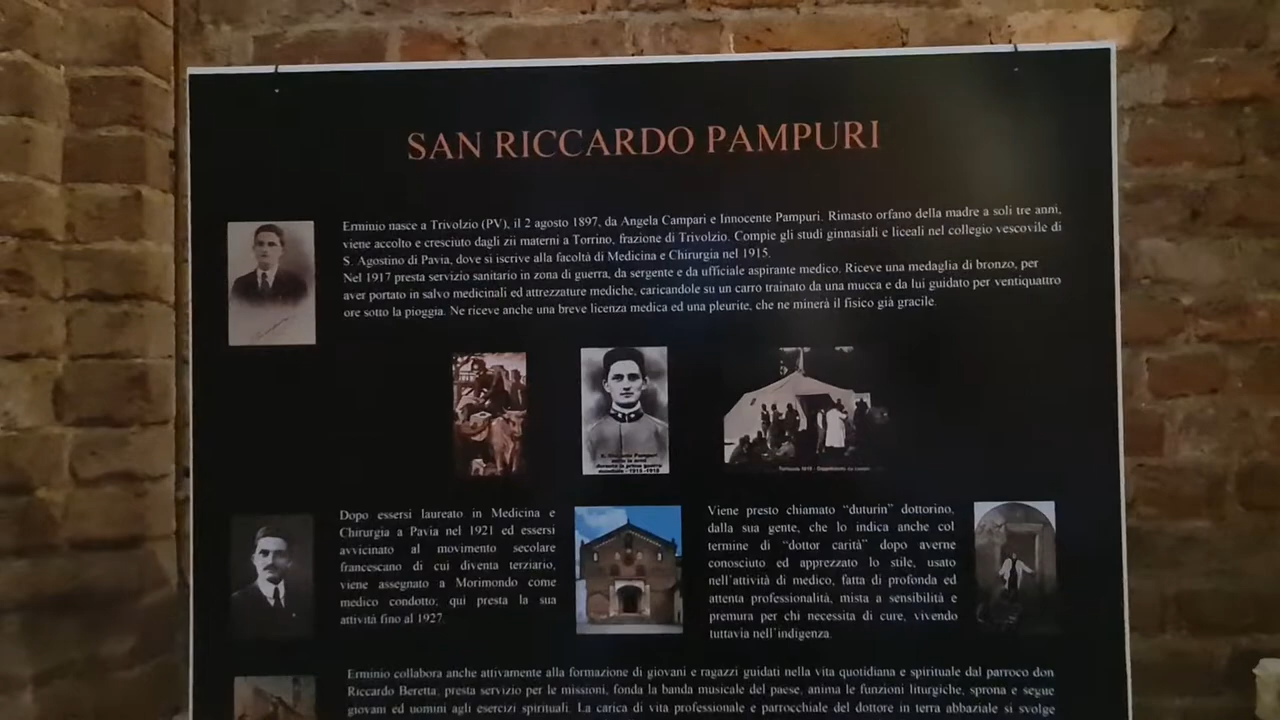 SAN RICCARDO PAMPURI
Erminio nasce a Trivolzio (PV), il 2 agosto 1897, da Angela Campari e Innocente Pampuri. Rimasto orfano della madre a soli tre anni,
viene accolto e cresciuto dagli zii materni a Torrino, frazione di Trivolzio. Compie gli studi ginnasiali e liceali nel collegio vescovile di
S. Agostino di Pavia, dove si iscrive alla facoltà di Medicina e Chirurgia nel 1915.
Nel 1917 presta servizio sanitario in zona di guerra, da sergente e da ufficiale aspirante medico. Riceve una medaglia di bronzo, per
aver portato in salvo medicinali ed attrezzature mediche, caricandole su un carro trainato da una mucca e da lui guidato per ventiquattro
ore sotto la pioggia. Ne riceve anche una breve licenza medica ed una pleurite, che ne minerà il fisico già gracile.
Dopo essersi laureato in Medicina e
Chirurgia a Pavia nel 1921 ed essersi
avvicinato al movimento secolare
francescano di cui diventa terziario,
viene assegnato a Morimondo come
medico condotto; qui presta la sua
attività fino al 1927.
Viene presto chiamato “duturin” dottorino,
dalla sua gente, che lo indica anche col
termine di “dottor carità” dopo averne
conosciuto ed apprezzato lo stile, usato
nell’attività di medico, fatta di profonda ed
attenta professionalità, mista a sensibilità e
premura per chi necessita di cure, vivendo
tuttavia nell’indigenza.
Erminio collabora anche attivamente alla formazione di giovani e ragazzi guidati nella vita quotidiana e spirituale dal parroco don
Riccardo Beretta, presta servizio per le missioni, fonda la banda musicale del paese, anima le funzioni liturgiche, sprona e segue
giovani ed uomini agli esercizi spirituali. La carica di vita professionale e parrocchiale del dottore in terra abbaziale si svolge